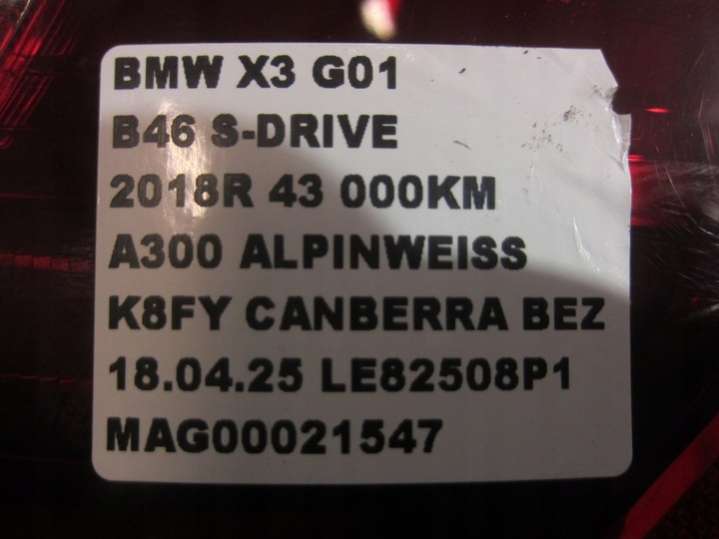 BMW X3 G01
B46 S-DRIVE
2018R 43 000KM
A300 ALPINWEISS
K8FY CANBERRA BEZ
18.04.25 LE82508P1
MAG00021547